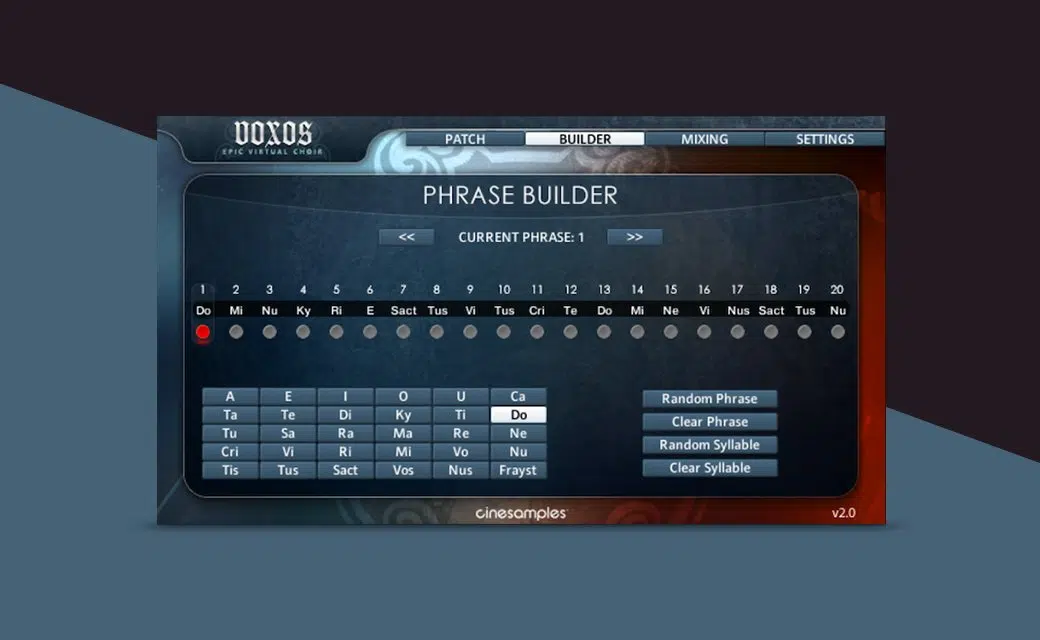 VOXOS
EPIC VIRTUAL CHOIR
PATCH BUILDER MIXING SETTINGS
PHRASE BUILDER
<< CURRENT PHRASE: 1 >>
1 2 3 4 5 6 7 8 9 10 11 12 13 14 15 16 17 18 19 20
Do Mi Nu Ky Ri E Sact Tus Vi Tus Cri Te Do Mi Ne Vi Nus Sact Tus Nu
A E I O U Ca
Ta Te Di Ky Ti Do
Tu Sa Ra Ma Re Ne
Cri Vi Ri Mi Vo Nu
Tis Tus Sact Vos Nus Frayst
Random Phrase
Clear Phrase
Random Syllable
Clear Syllable
cinesamples
v2.0